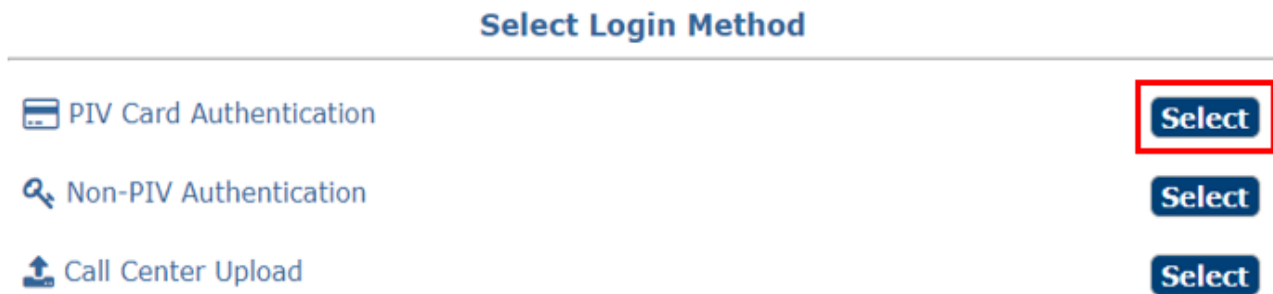 Select Login Method
PIV Card Authentication Select
Non-PIV Authentication Select
Call Center Upload Select